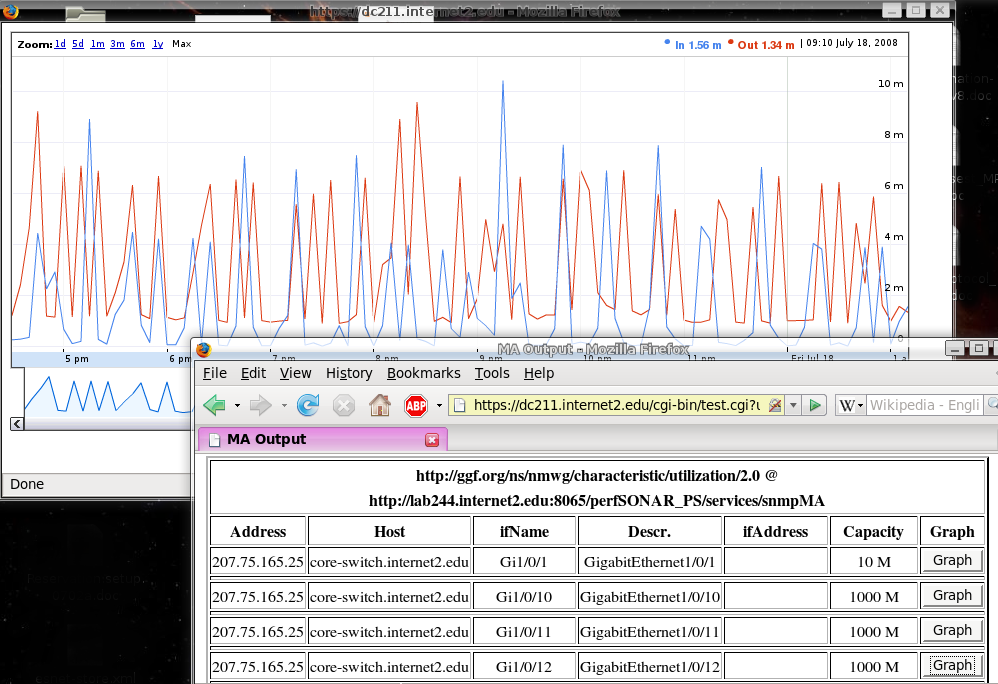 https://dc211.internet2.edu - Mozilla Firefox
Zoom: 1d 5d 1m 3m 6m 1y Max
In 1.56 m Out 1.34 m | 09:10 July 18, 2008
10 m
8 m
6 m
4 m
2 m
0
5 pm 6 pm 7 pm 8 pm 9 pm 10 pm 11 pm Fri Jul 18
Done
MA Output - Mozilla Firefox
File Edit View History Bookmarks Tools Help
ABP https://dc211.internet2.edu/cgi-bin/test.cgi?u W Wikipedia - Engli
MA Output
http://ggf.org/ns/nmwg/characteristic/utilization/2.0 @
http://lab244.internet2.edu:8065/perfSONAR_PS/services/snmpMA
Address Host ifName Descr. ifAddress Capacity Graph
207.75.165.25 core-switch.internet2.edu Gi1/0/1 GigabitEthernet1/0/1 10 M Graph
207.75.165.25 core-switch.internet2.edu Gi1/0/10 GigabitEthernet1/0/10 1000 M Graph
207.75.165.25 core-switch.internet2.edu Gi1/0/11 GigabitEthernet1/0/11 1000 M Graph
207.75.165.25 core-switch.internet2.edu Gi1/0/12 GigabitEthernet1/0/12 1000 M Graph